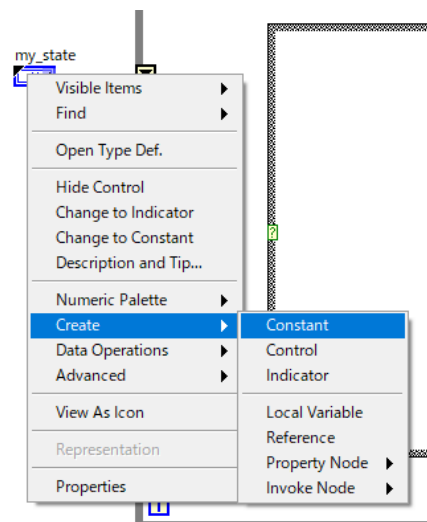 my_state
Visible Items
Find
Open Type Def.
Hide Control
Change to Indicator
Change to Constant
Description and Tip...
Numeric Palette
Create
Data Operations
Advanced
View As Icon
Representation
Properties
Constant
Control
Indicator
Local Variable
Reference
Property Node
Invoke Node
?
i